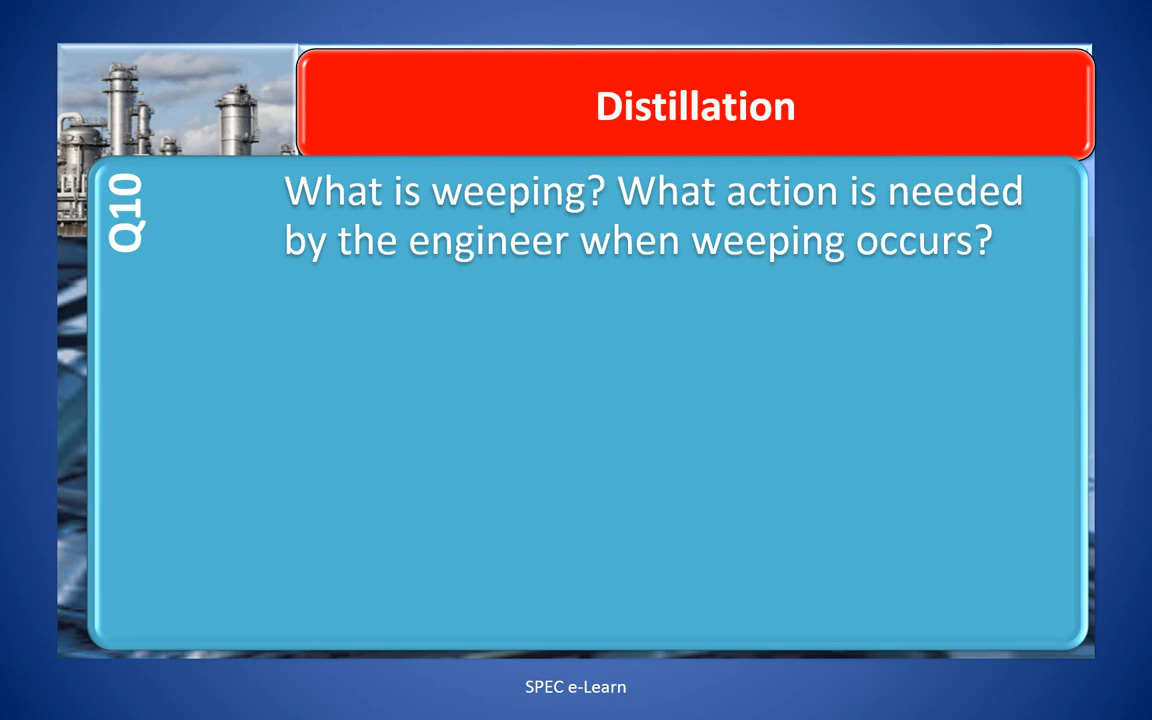 Distillation
Q10
What is weeping? What action is needed
by the engineer when weeping occurs?
SPEC e-Learn